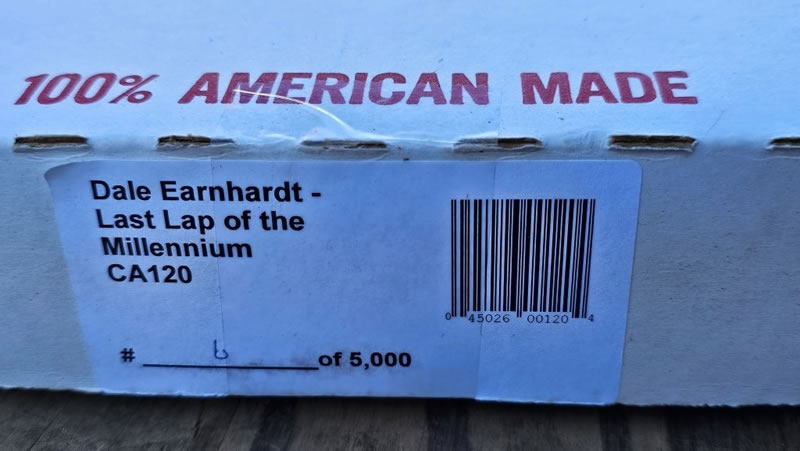 100% AMERICAN MADE
Dale Earnhardt -
Last Lap of the
Millennium
CA120
0 45026 00120 4
# of 5,000